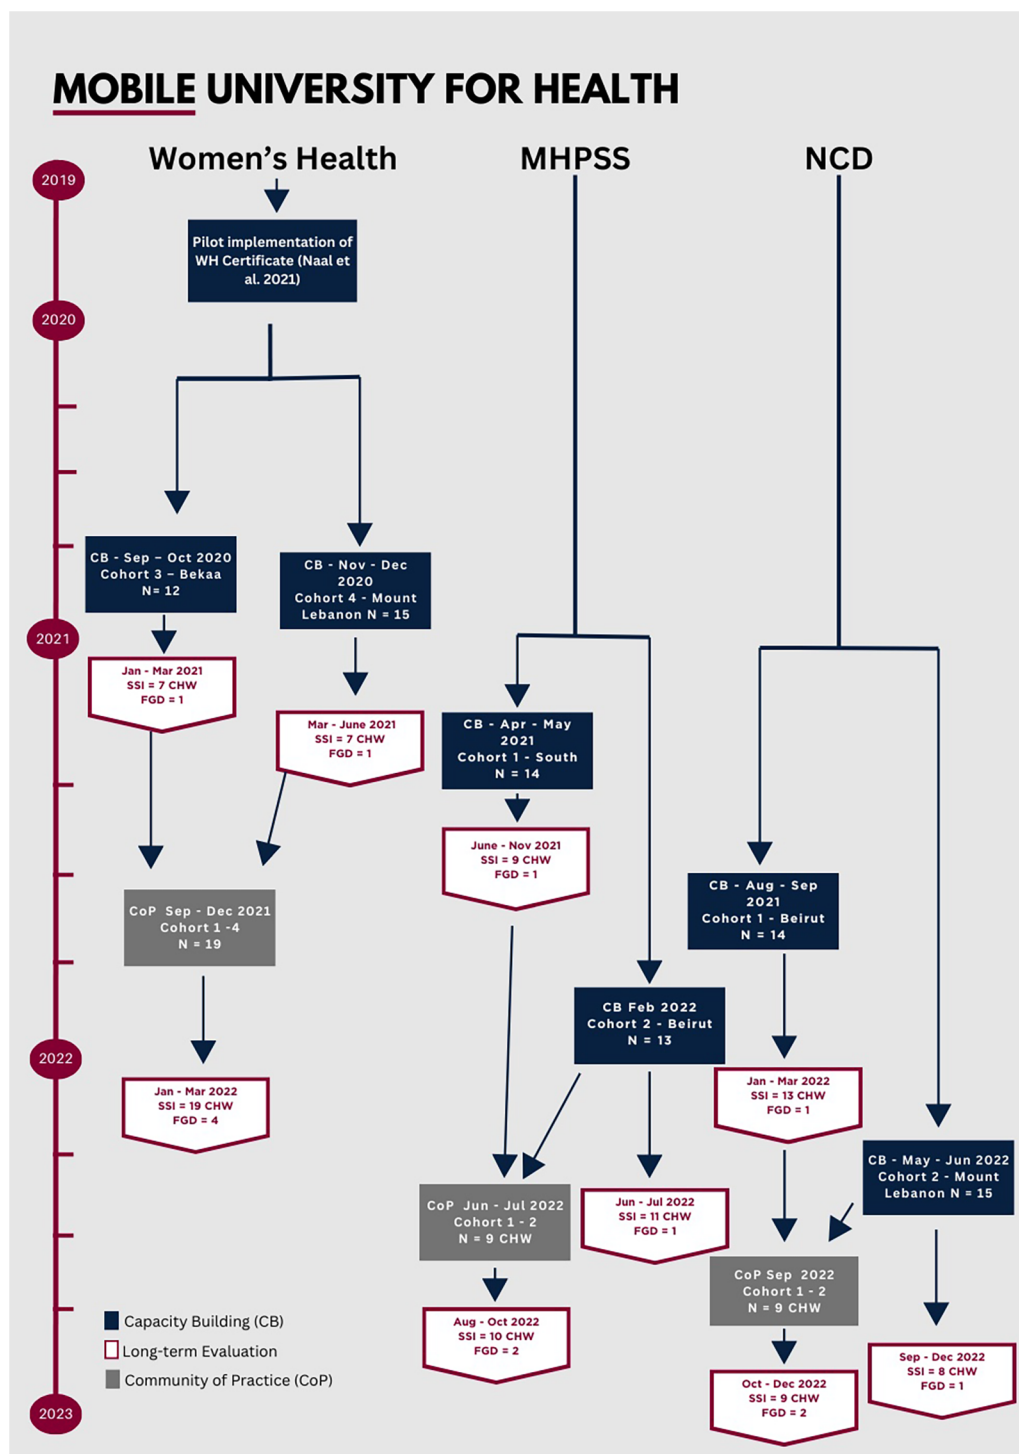 MOBILE UNIVERSITY FOR HEALTH
Women's Health
MHPSS
NCD
2019
Pilot implementation of
WH Certificate (Naal et
al. 2021)
2020
CB - Sep – Oct 2020
Cohort 3 – Bekaa
N= 12
CB - Nov - Dec
2020
Cohort 4 - Mount
Lebanon N = 15
2021
Jan - Mar 2021
SSI = 7 CHW
FGD = 1
Mar - June 2021
SSI = 7 CHW
FGD = 1
CB - Apr - May
2021
Cohort 1 - South
N = 14
June - Nov 2021
SSI = 9 CHW
FGD = 1
CB - Aug - Sep
2021
Cohort 1 - Beirut
N = 14
CoP Sep - Dec 2021
Cohort 1 -4
N = 19
CB Feb 2022
Cohort 2 - Beirut
N = 13
2022
Jan - Mar 2022
SSI = 19 CHW
FGD = 4
Jan - Mar 2022
SSI = 13 CHW
FGD = 1
CB - May - Jun 2022
Cohort 2 - Mount
Lebanon N = 15
CoP Jun - Jul 2022
Cohort 1 - 2
N = 9 CHW
Jun - Jul 2022
SSI = 11 CHW
FGD = 1
CoP Sep 2022
Cohort 1 - 2
N = 9 CHW
Aug - Oct 2022
SSI = 10 CHW
FGD = 2
Sep - Dec 2022
SSI = 8 CHW
FGD = 1
Oct - Dec 2022
SSI = 9 CHW
FGD = 2
Capacity Building (CB)
Long-term Evaluation
Community of Practice (CoP)
2023